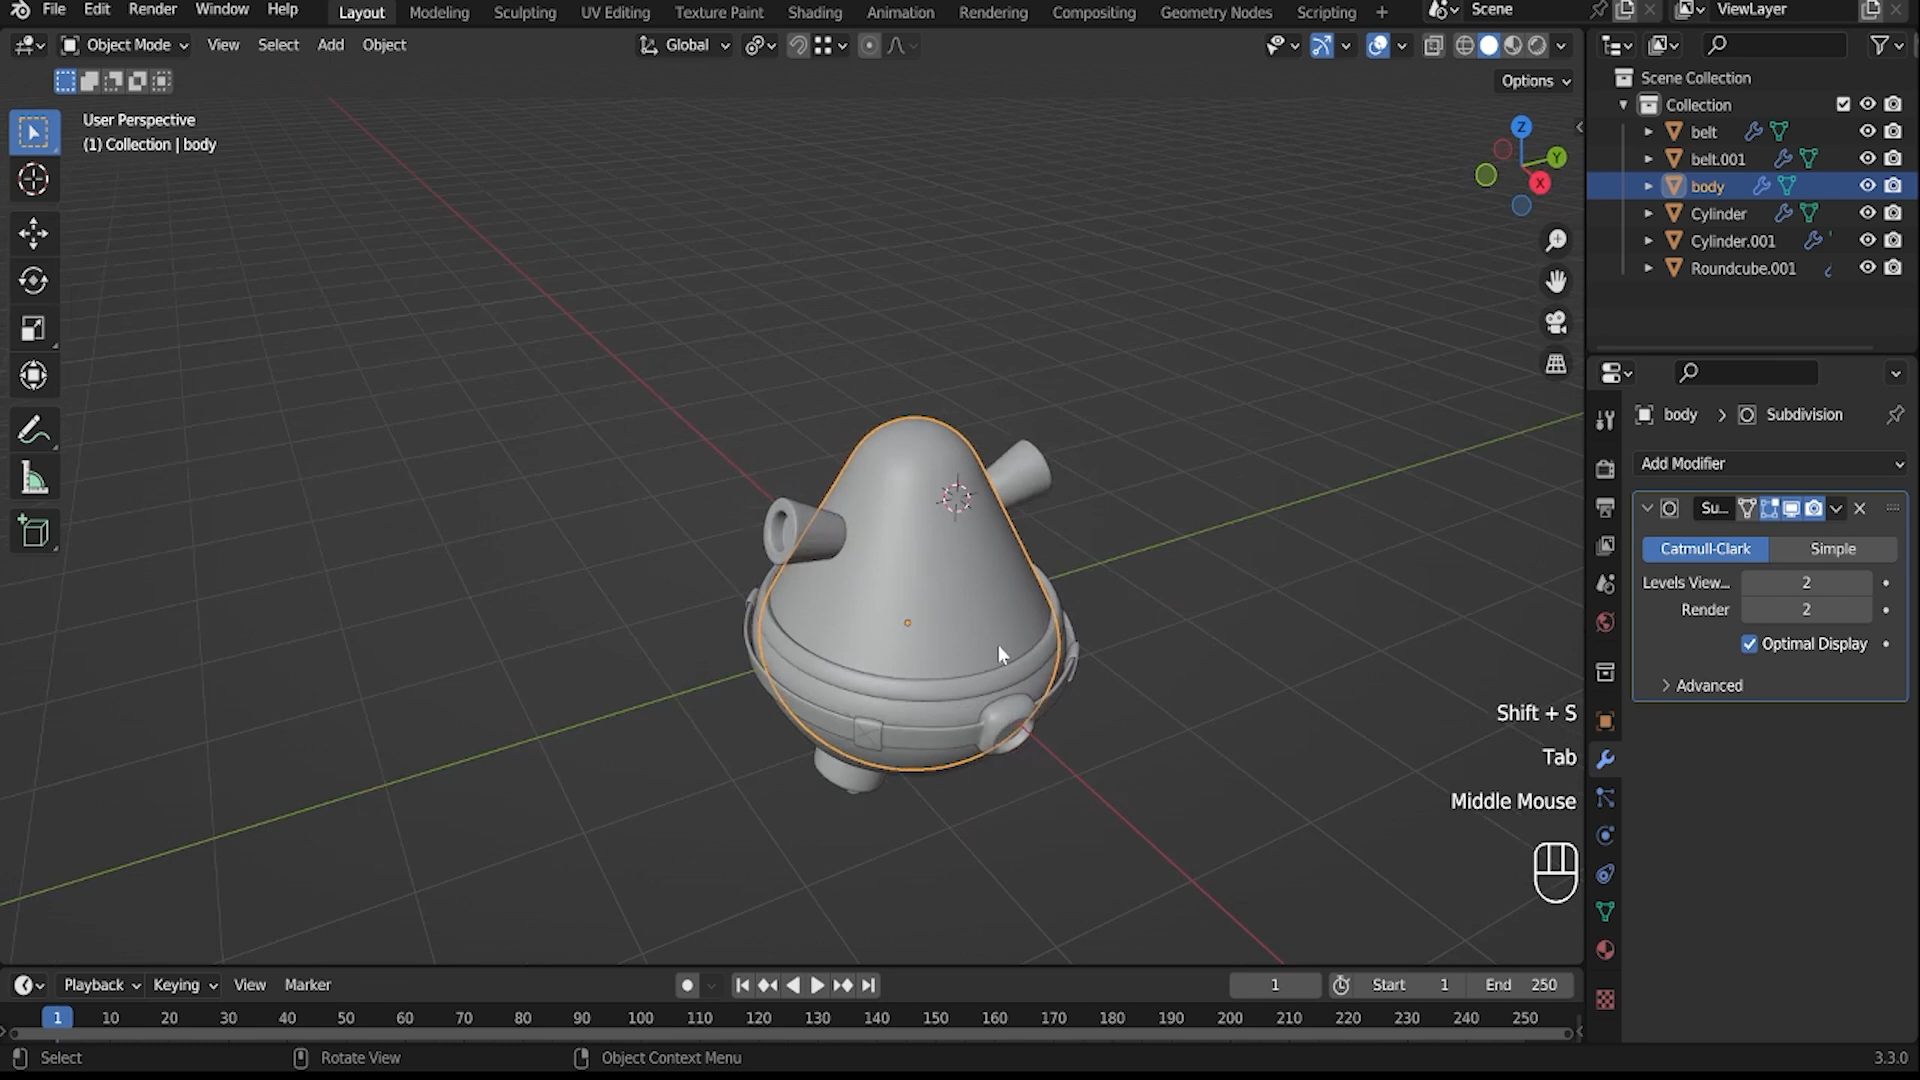 File Edit Render Window Help Layout Modeling Sculpting UV Editing Texture Paint Shading Animation Rendering Compositing Geometry Nodes Scripting + Scene ViewLayer
Object Mode View Select Add Object Global
Options
User Perspective
(1) Collection | body
Z
Y
X
Scene Collection
Collection
belt
belt.001
body
Cylinder
Cylinder.001
Roundcube.001
body > Subdivision
Add Modifier
Su...
Catmull-Clark Simple
Levels View... 2
Render 2
Optimal Display
Advanced
Shift + S
Tab
Middle Mouse
Playback Keying View Marker 1 Start 1 End 250
1 10 20 30 40 50 60 70 80 90 100 110 120 130 140 150 160 170 180 190 200 210 220 230 240 250
Select Rotate View Object Context Menu 3.3.0